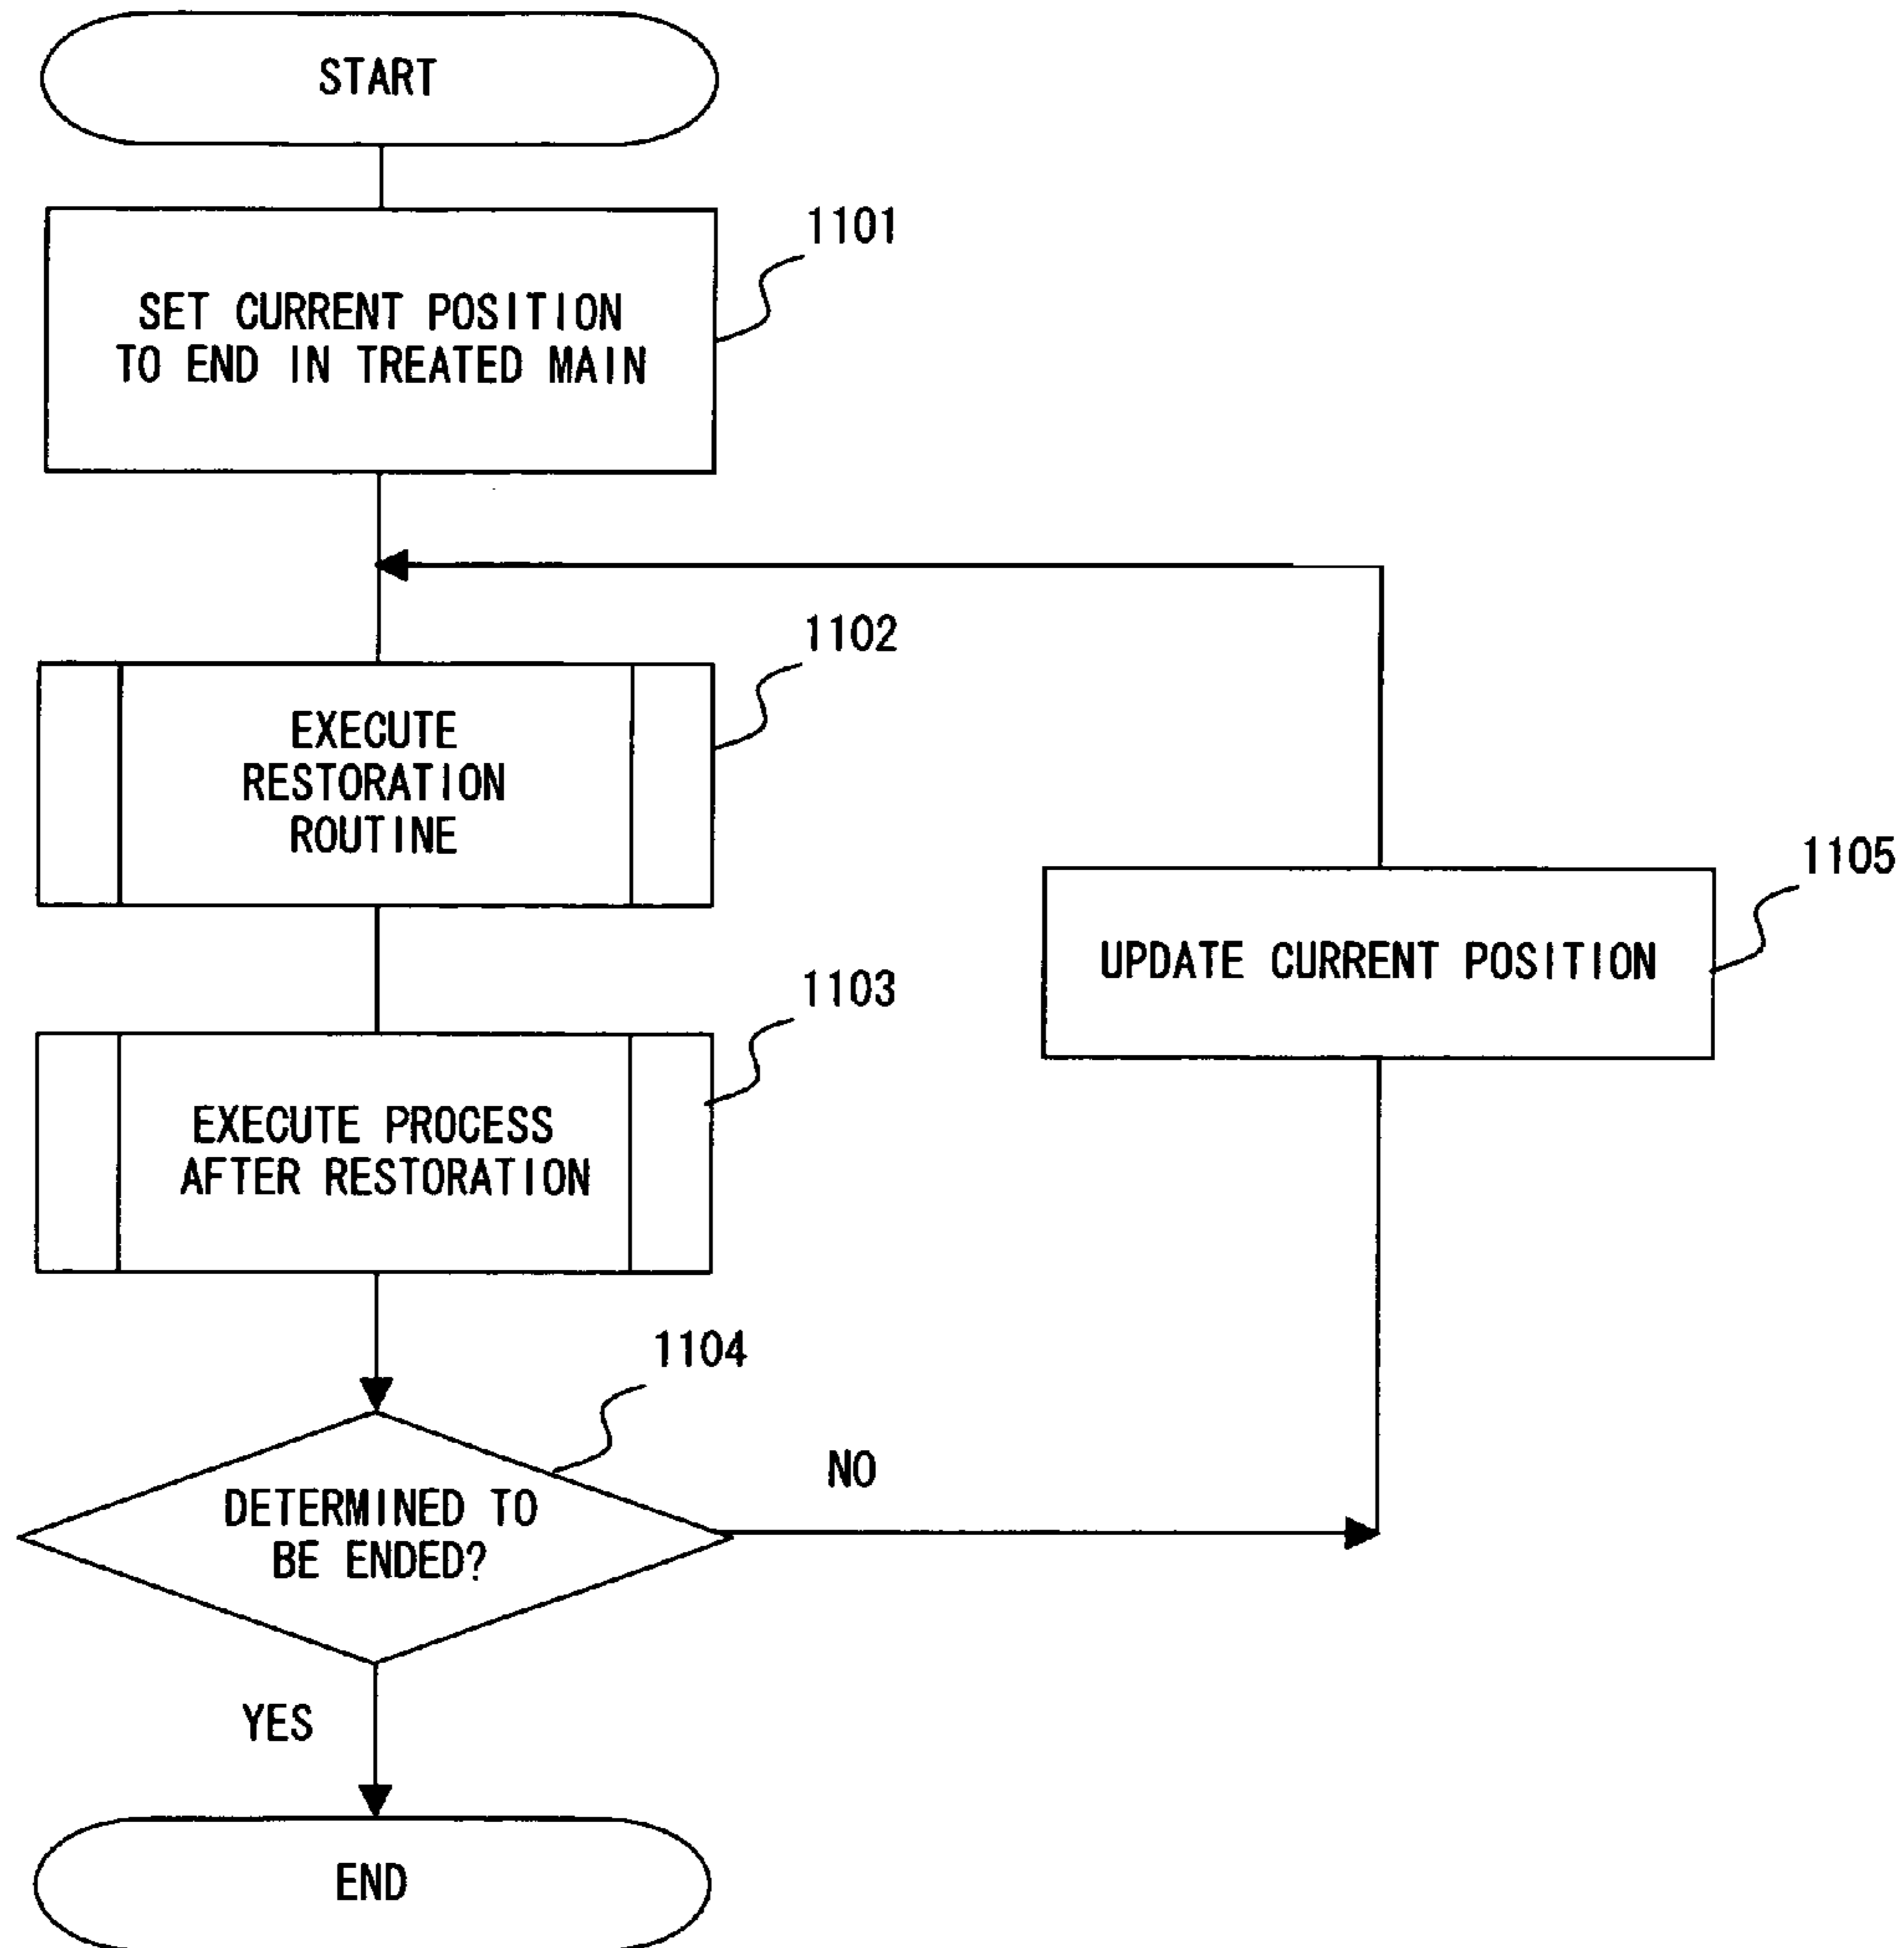 START
1101
SET CURRENT POSITION
TO END IN TREATED MAIN
1102
EXECUTE
RESTORATION
ROUTINE
1105
UPDATE CURRENT POSITION
1103
EXECUTE PROCESS
AFTER RESTORATION
1104
NO
DETERMINED TO
BE ENDED?
YES
END